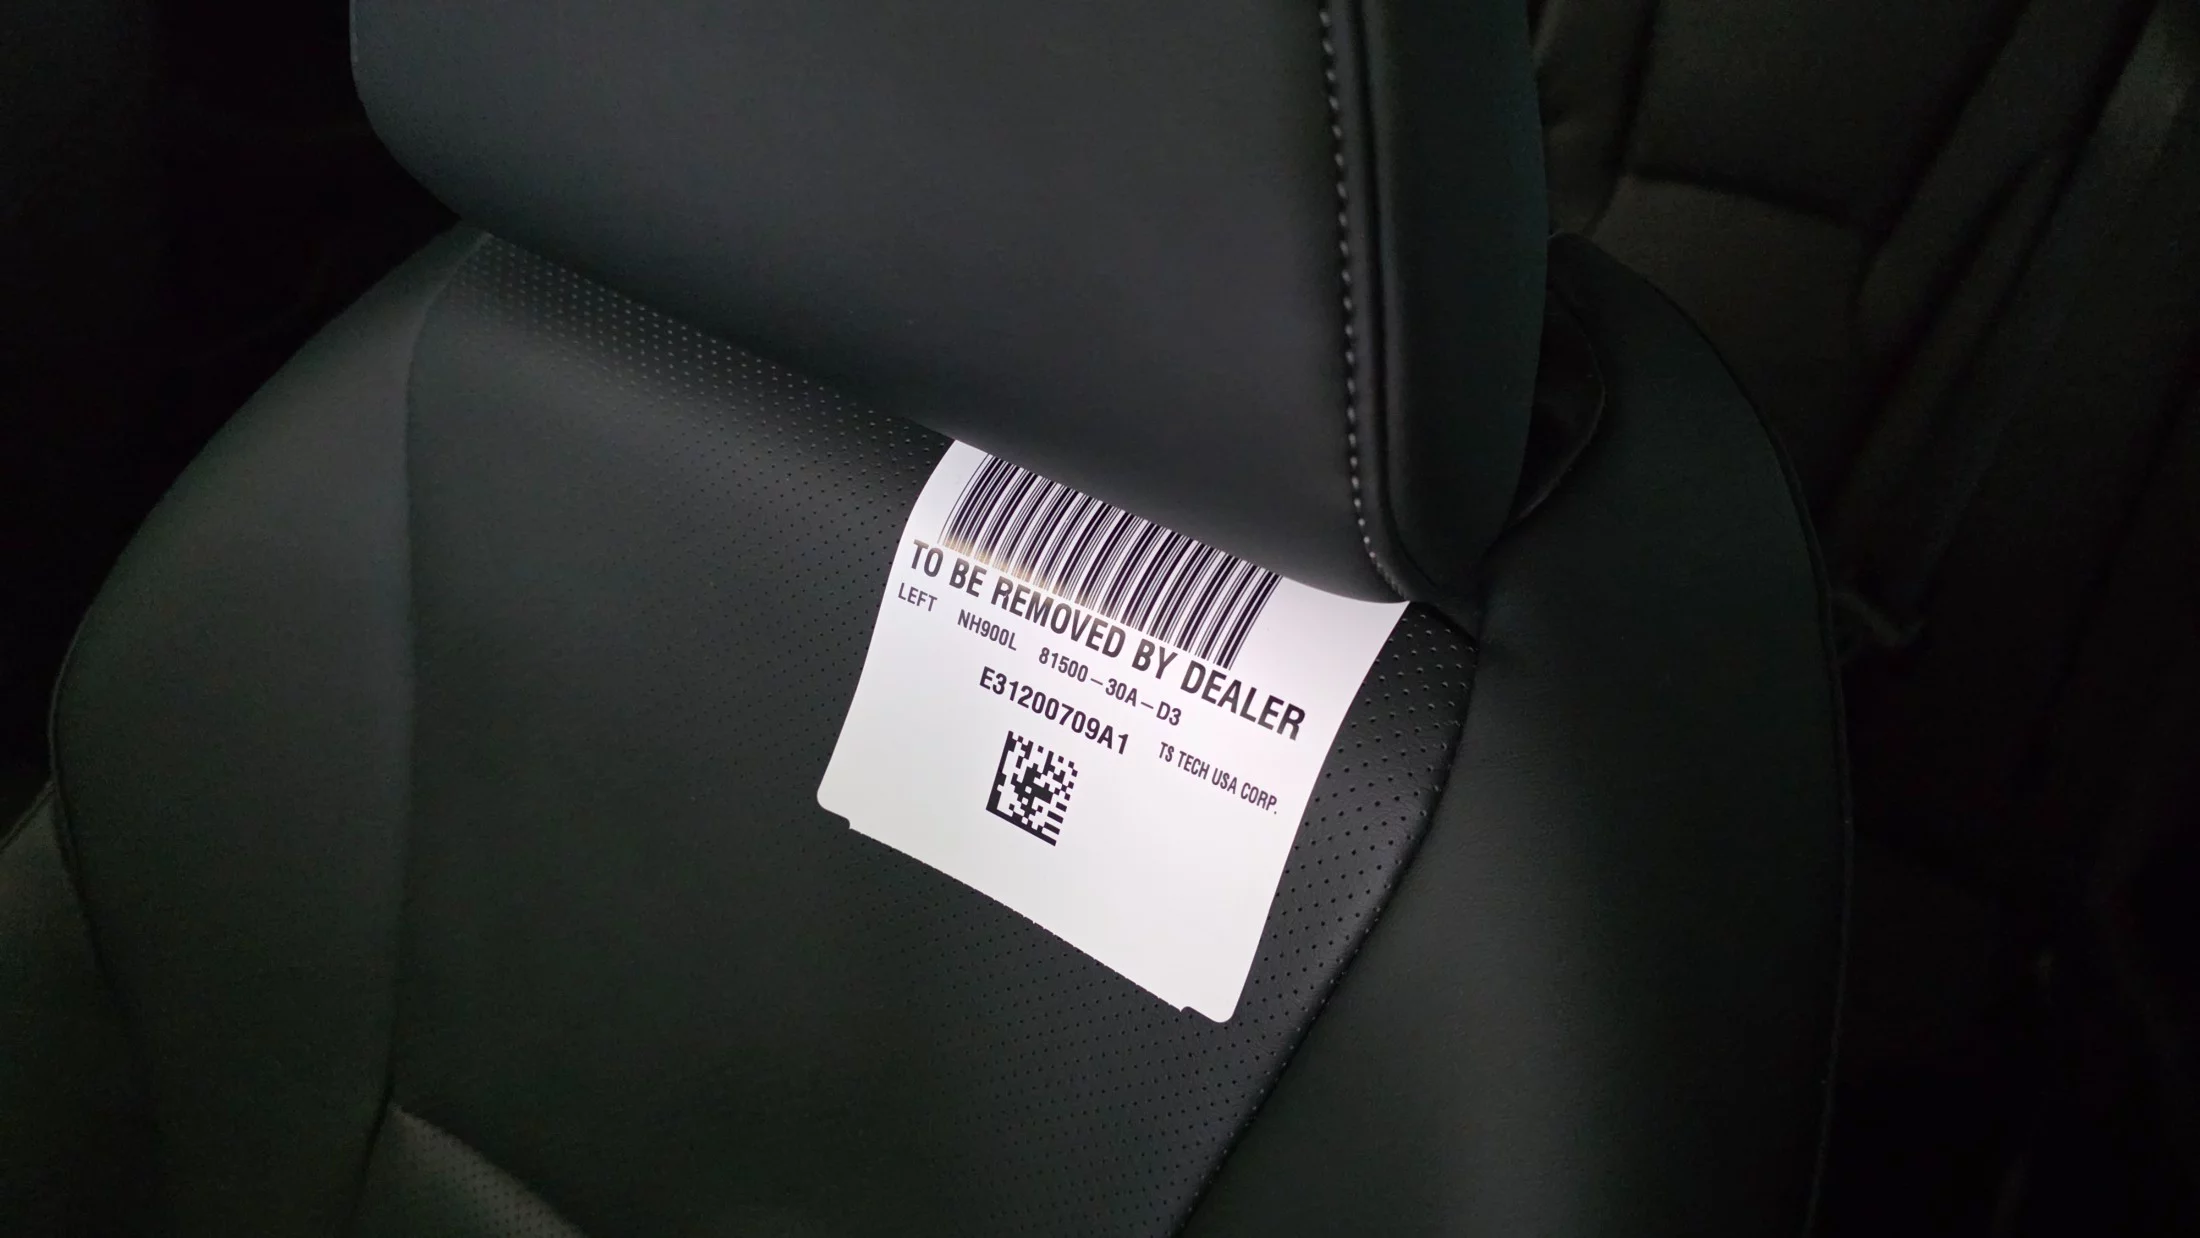 TO BE REMOVED BY DEALER
LEFT NH900L 81500-30A-D3
E31200709A1 TS TECH USA CORP.